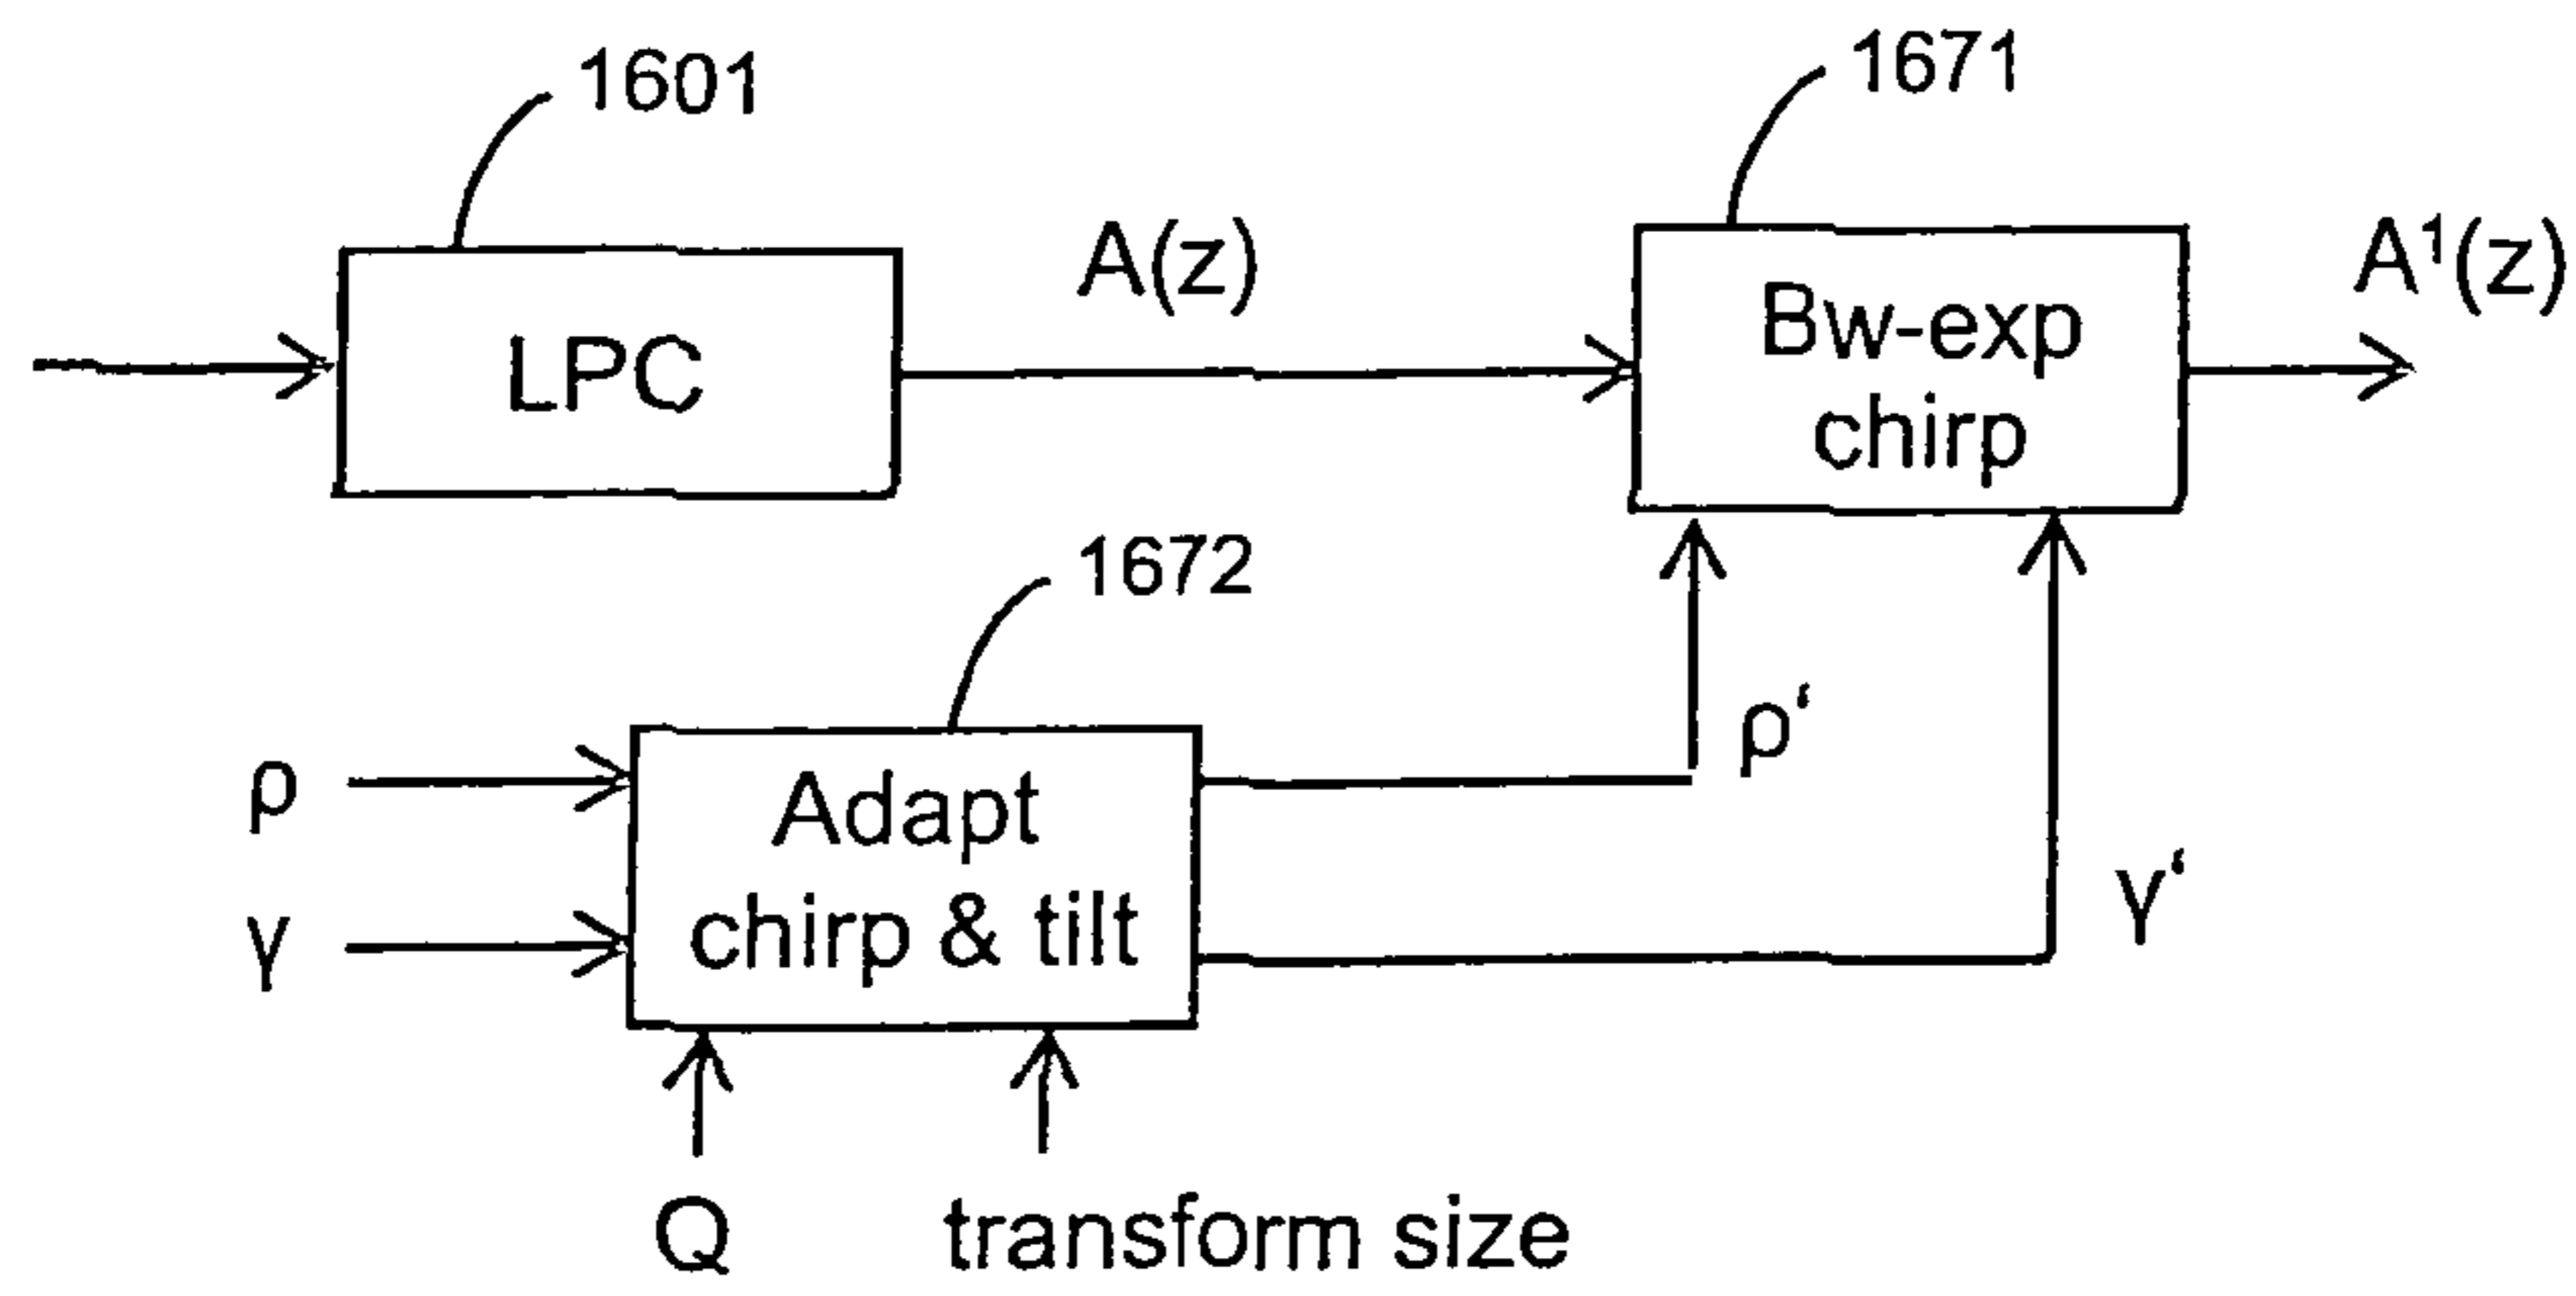 1601
1671
A(z)
A¹(z)
LPC
Bw-exp
chirp
1672
ρ
ρ‘
Adapt
chirp & tilt
γ
γ‘
Q
transform size